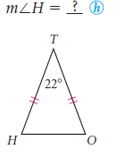 m∠H = ? ⓗ
T
22°
H O